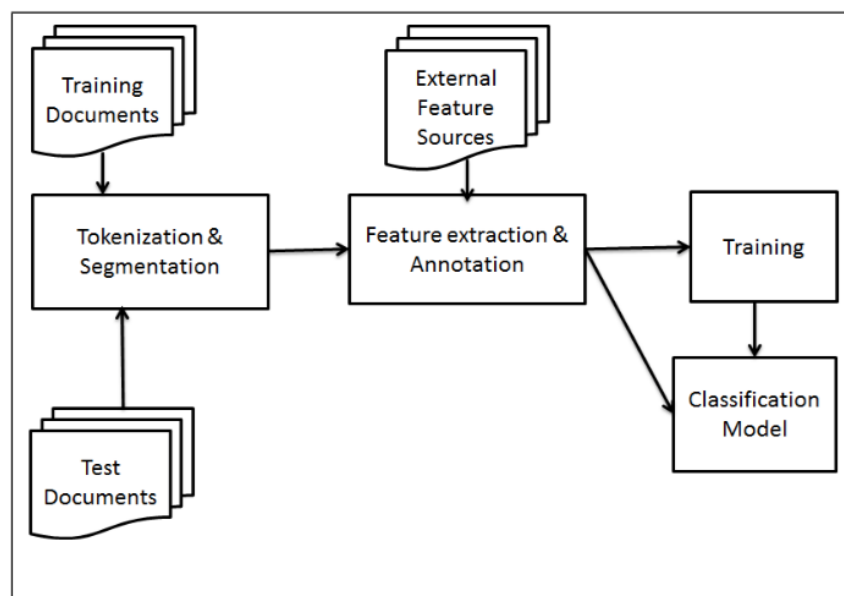 Training
Documents
External
Feature
Sources
Tokenization &
Segmentation
Feature extraction &
Annotation
Training
Classification
Model
Test
Documents